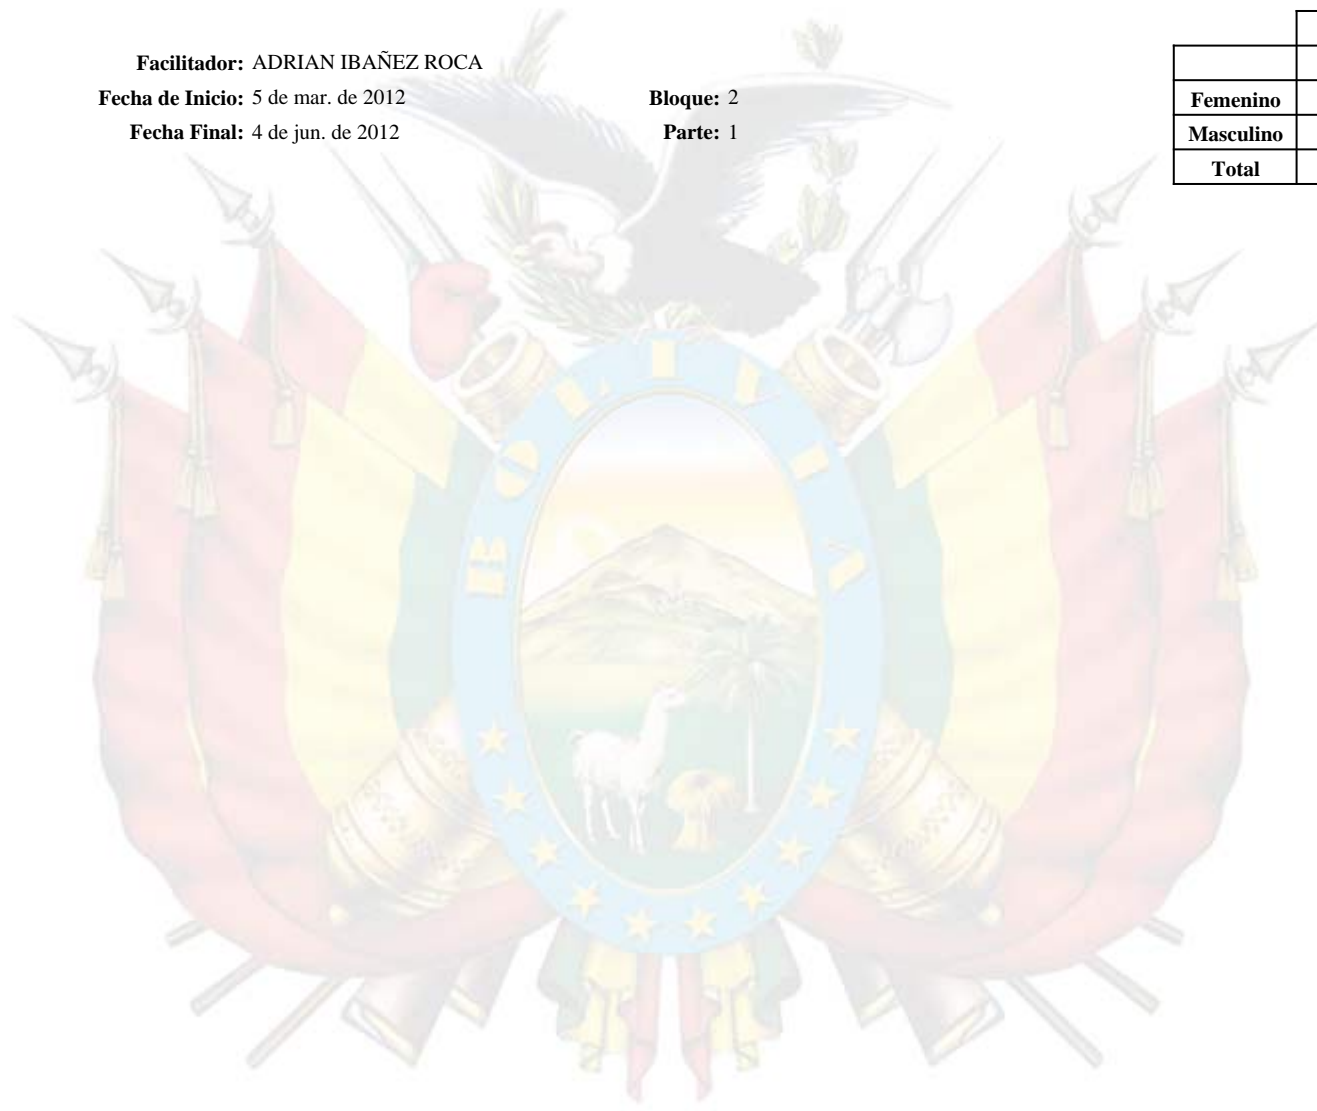 Facilitador: ADRIAN IBAÑEZ ROCA
Fecha de Inicio: 5 de mar. de 2012
Bloque: 2
Fecha Final: 4 de jun. de 2012
Parte: 1
Femenino
Masculino
Total
BOLIVIA